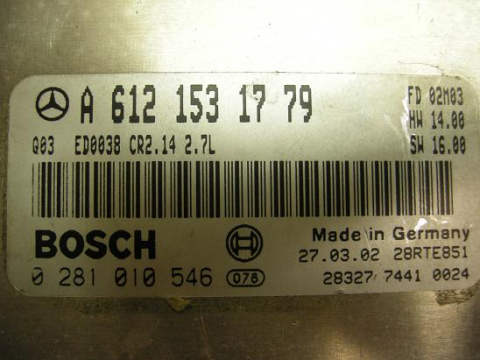 A 612 153 17 79
FD 02M03
HW 14.00
Q03 ED0038 CR2.14 2.7L
SW 16.00
BOSCH
Made in Germany
27.03.02 28RTE851
0 281 010 546 076
28327 7441 0024